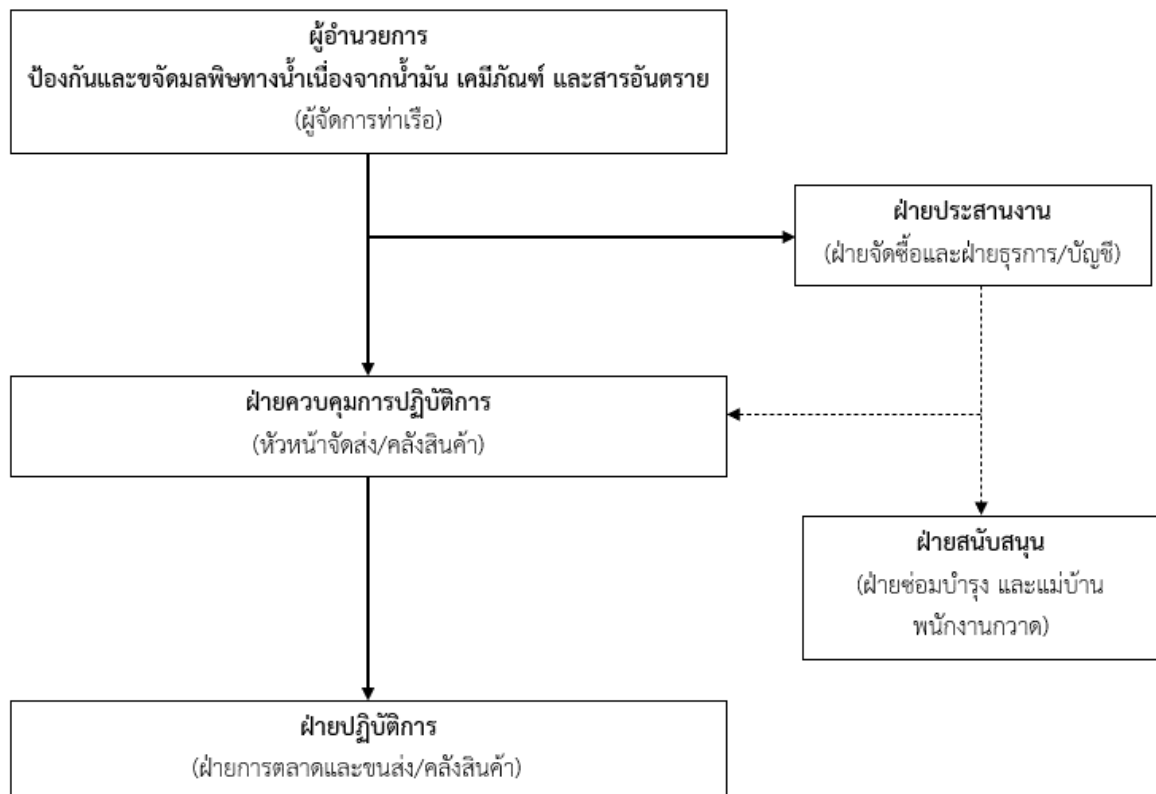 ผู้อำนวยการ
ป้องกันและขจัดมลพิษทางน้ำเนื่องจากน้ำมัน เคมีภัณฑ์ และสารอันตราย
(ผู้จัดการท่าเรือ)
ฝ่ายประสานงาน
(ฝ่ายจัดซื้อและฝ่ายธุรการ/บัญชี)
ฝ่ายควบคุมการปฏิบัติการ
(หัวหน้าจัดส่ง/คลังสินค้า)
ฝ่ายสนับสนุน
(ฝ่ายซ่อมบำรุง และแม่บ้าน
พนักงานกวาด)
ฝ่ายปฏิบัติการ
(ฝ่ายการตลาดและขนส่ง/คลังสินค้า)